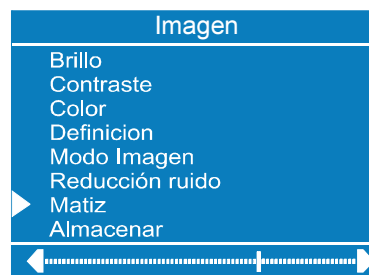 Imagen
Brillo
Contraste
Color
Definicion
Modo Imagen
Reducción ruido
Matiz
Almacenar